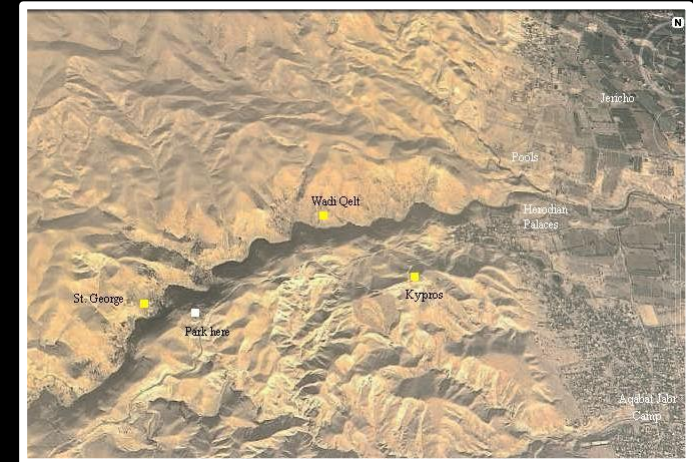 N
Jericho
Pools
Wadi Qelt
Herodian
Palaces
St. George
Kypros
Park here
Aqabat Jabr
Camp